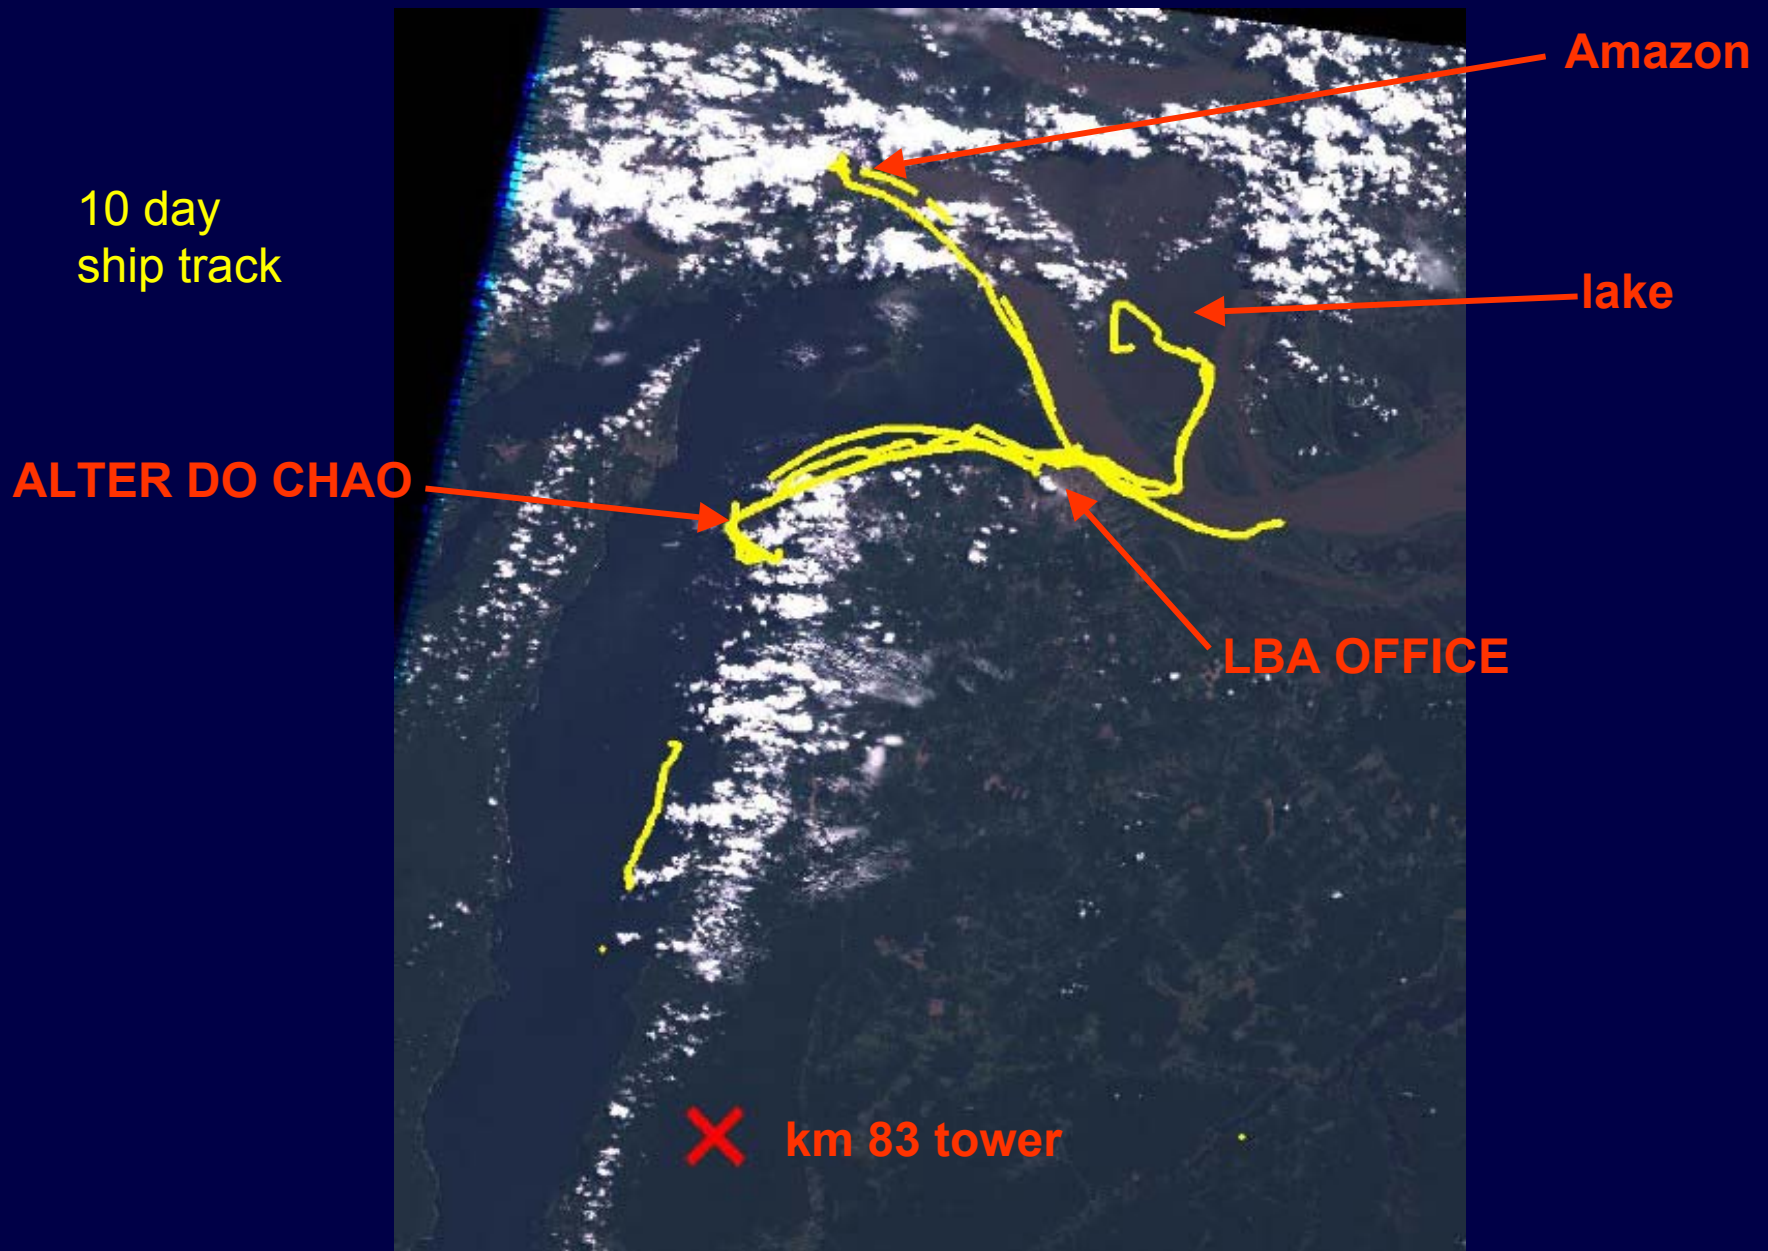 Amazon
10 day
ship track
lake
ALTER DO CHAO
LBA OFFICE
km 83 tower